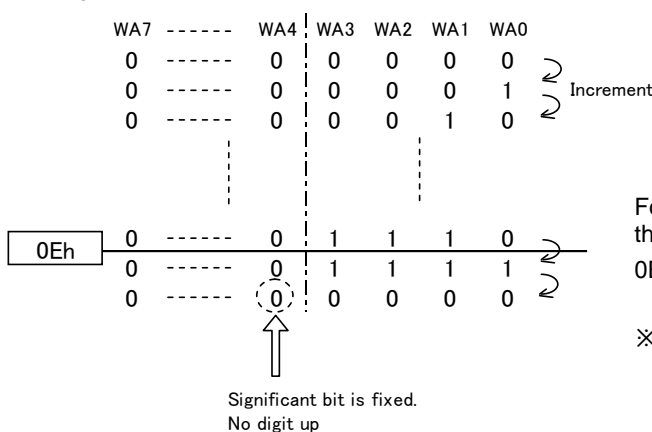 WA7 ------ WA4 WA3 WA2 WA1 WA0
0 ------ 0 0 0 0 0
0 ------ 0 0 0 0 1 Increment
0 ------ 0 0 0 1 0
0 ------ 0 1 1 1 0
0Eh
0 ------ 0 1 1 1 1
0 ------ 0 0 0 0 0
※
Significant bit is fixed.
No digit up